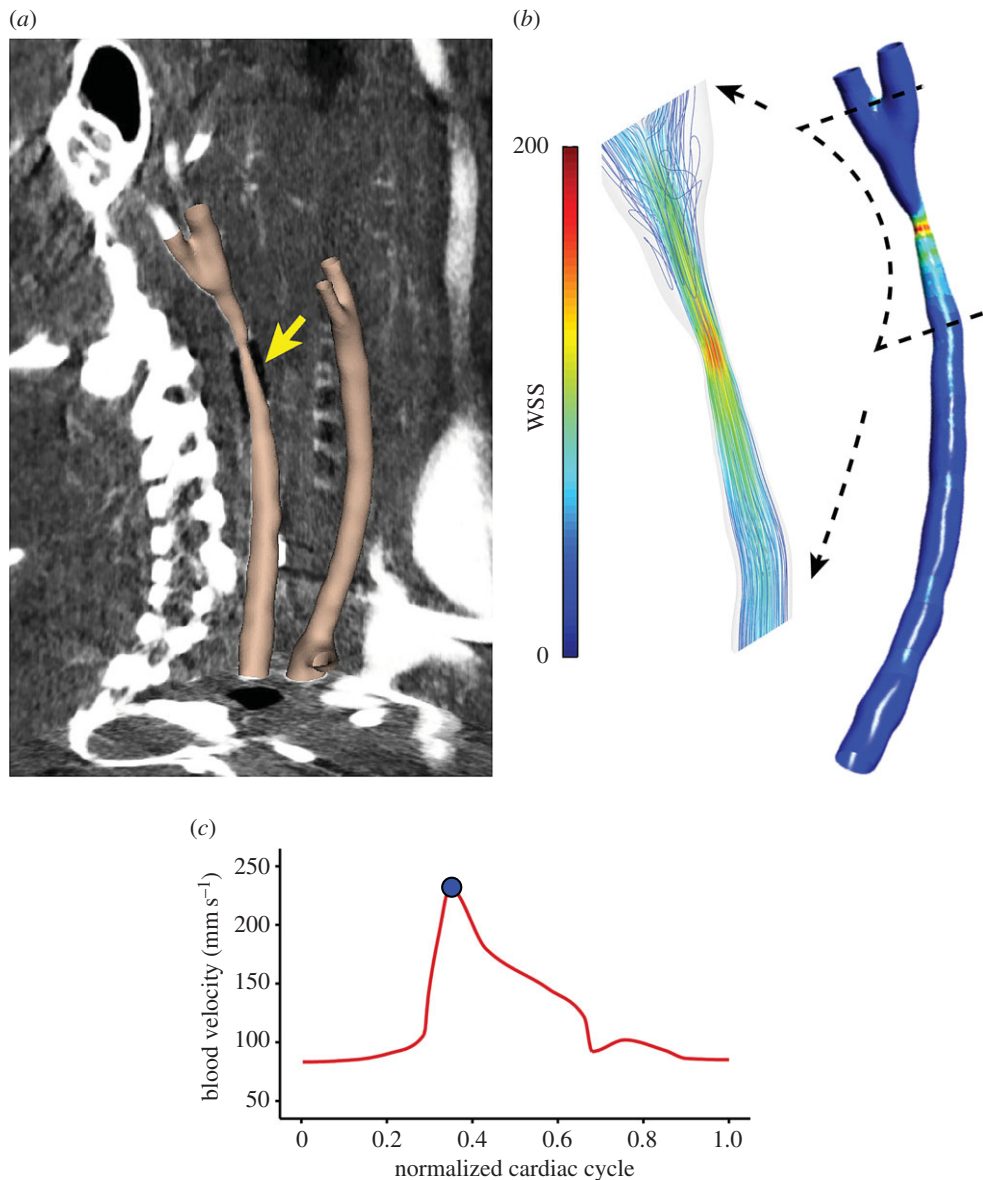 (a)
(b)
200
WSS
0
(c)
250
200
150
100
50
blood velocity (mm s⁻¹)
0 0.2 0.4 0.6 0.8 1.0
normalized cardiac cycle